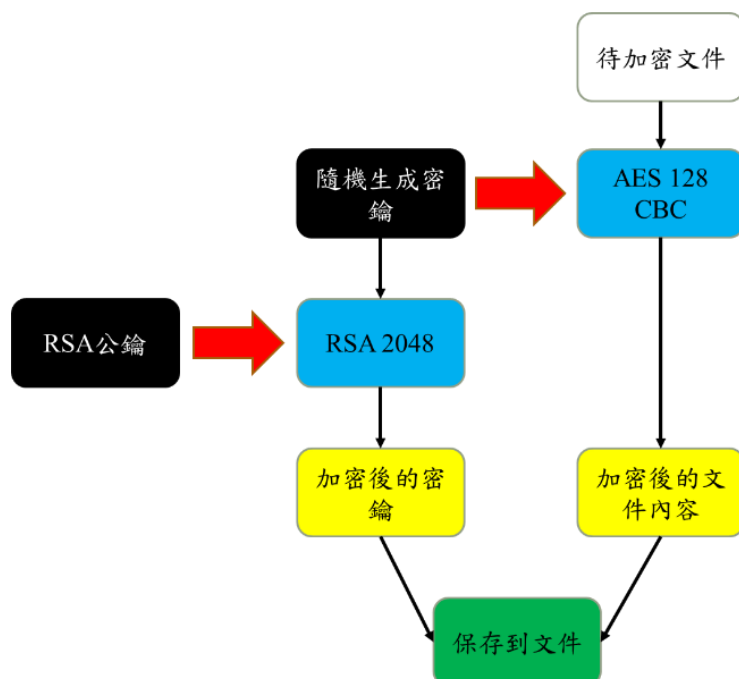 待加密文件
隨機生成密
鑰
AES 128
CBC
RSA公鑰
RSA 2048
加密後的密
鑰
加密後的文
件內容
保存到文件